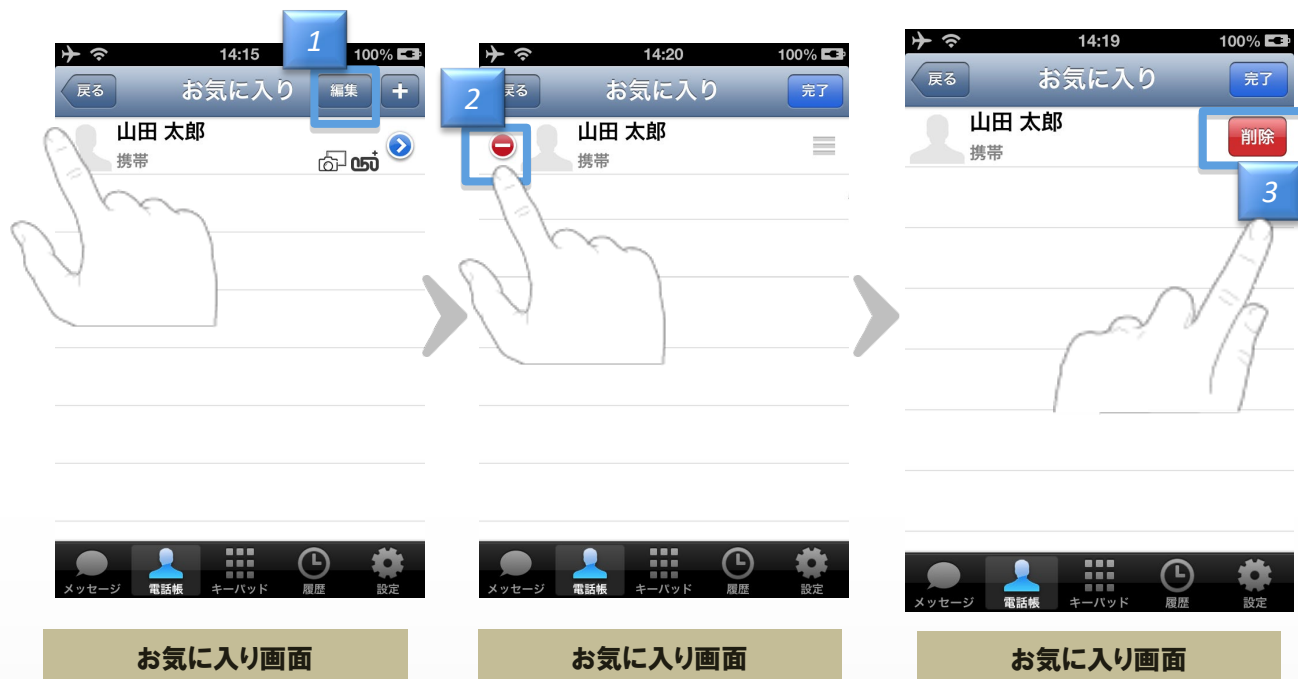 1
14:15
100%
戻る
お気に入り
編集
+
山田 太郎
携帯
050+
メッセージ
電話帳
キーパッド
履歴
設定
お気に入り画面
2
14:20
100%
戻る
お気に入り
完了
山田 太郎
携帯
メッセージ
電話帳
キーパッド
履歴
設定
お気に入り画面
14:19
100%
戻る
お気に入り
完了
山田 太郎
携帯
削除
3
メッセージ
電話帳
キーパッド
履歴
設定
お気に入り画面